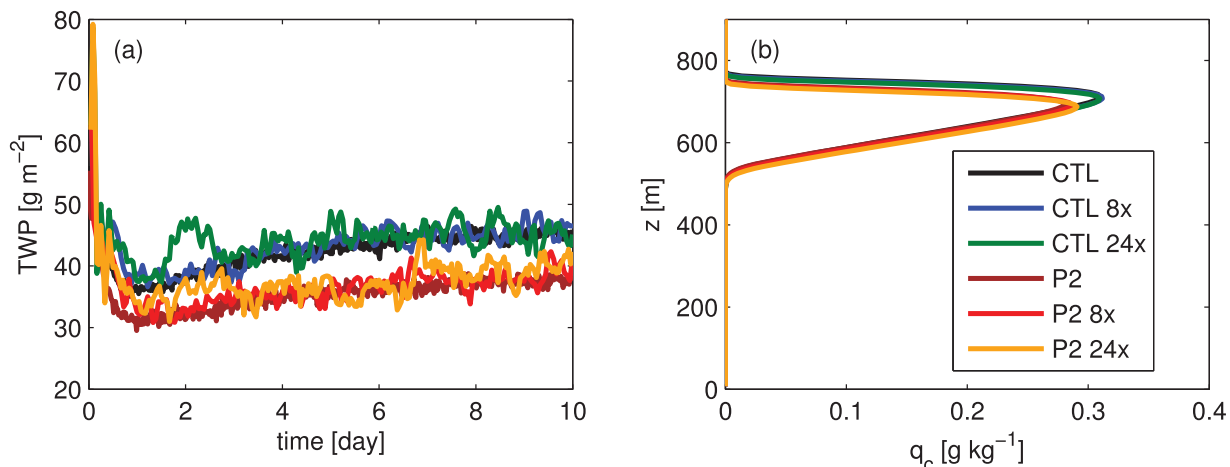 (a)
80
70
60
50
40
30
20
TWP [g m⁻²]
0 2 4 6 8 10
time [day]
(b)
800
600
400
200
0
z [m]
0 0.1 0.2 0.3 0.4
q_c [g kg⁻¹]
CTL
CTL 8x
CTL 24x
P2
P2 8x
P2 24x